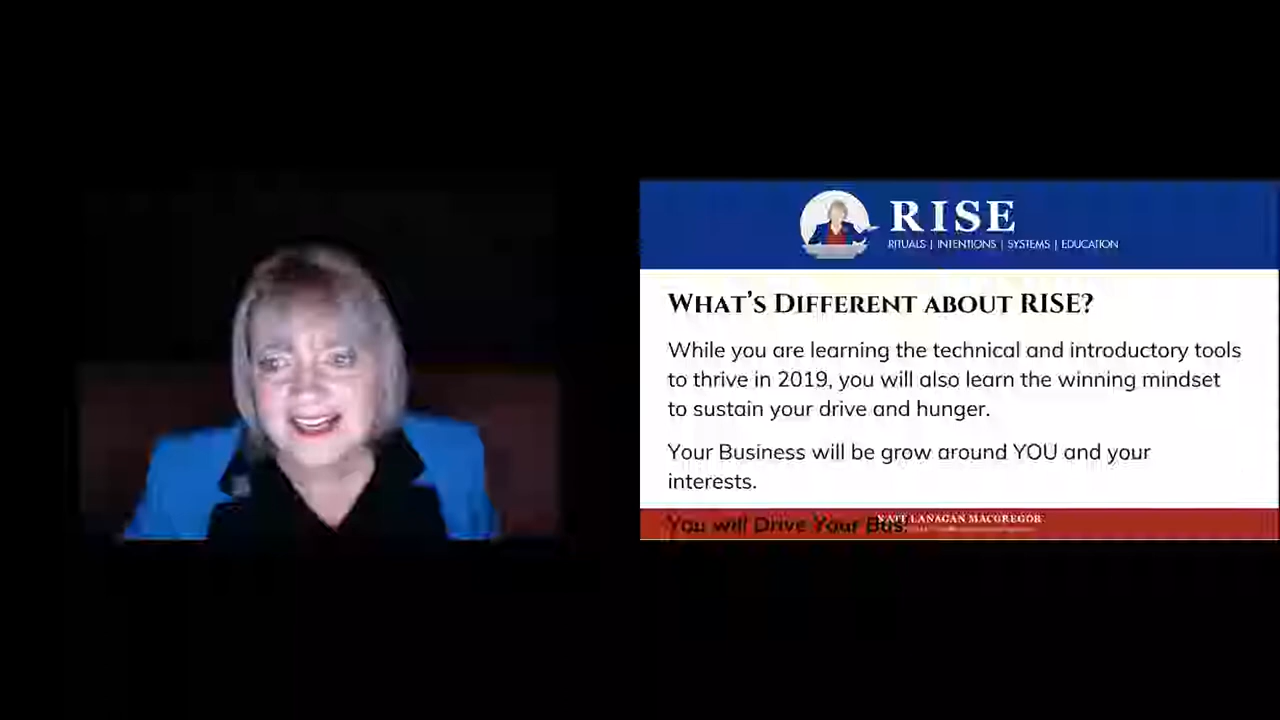 RISE
RITUALS | INTENTIONS | SYSTEMS | EDUCATION
WHAT'S DIFFERENT ABOUT RISE?
While you are learning the technical and introductory tools
to thrive in 2019, you will also learn the winning mindset
to sustain your drive and hunger.
Your Business will be grow around YOU and your
interests.
You will Drive Your Bus.
LANAGAN MACGREGOR